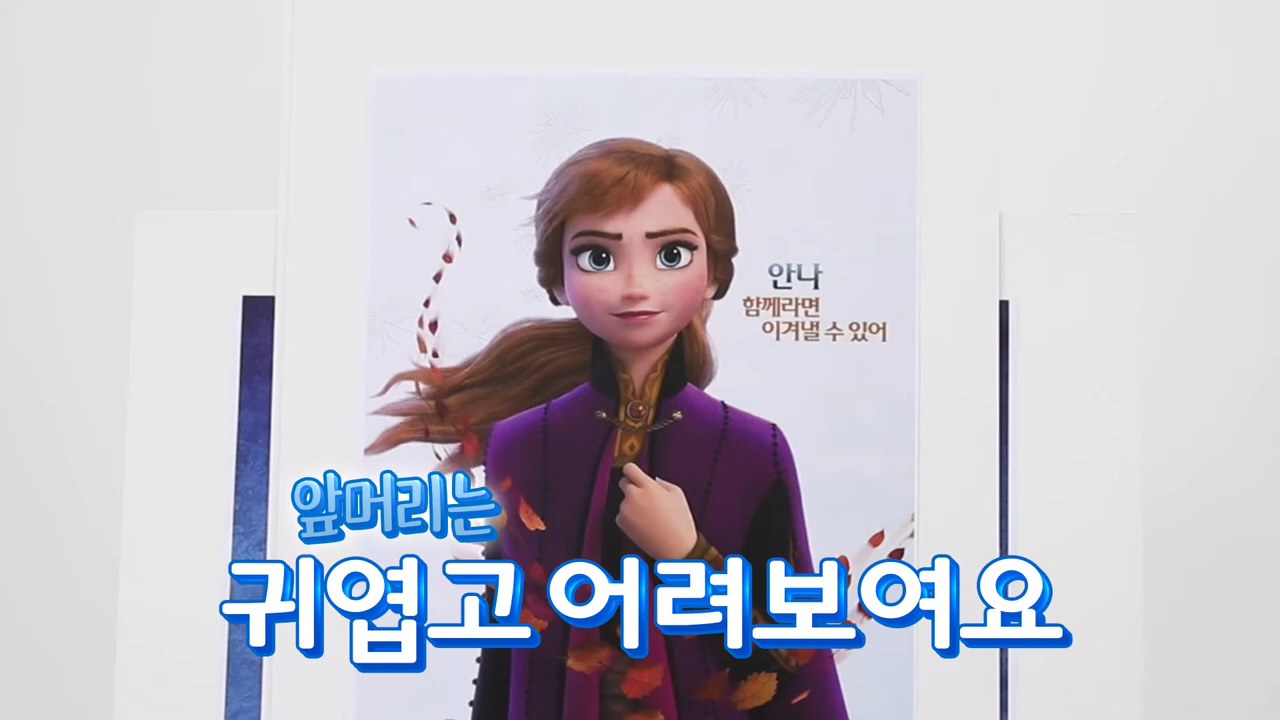 안나
함께라면
이겨낼 수 있어
앞머리는
귀엽고 어려보여요